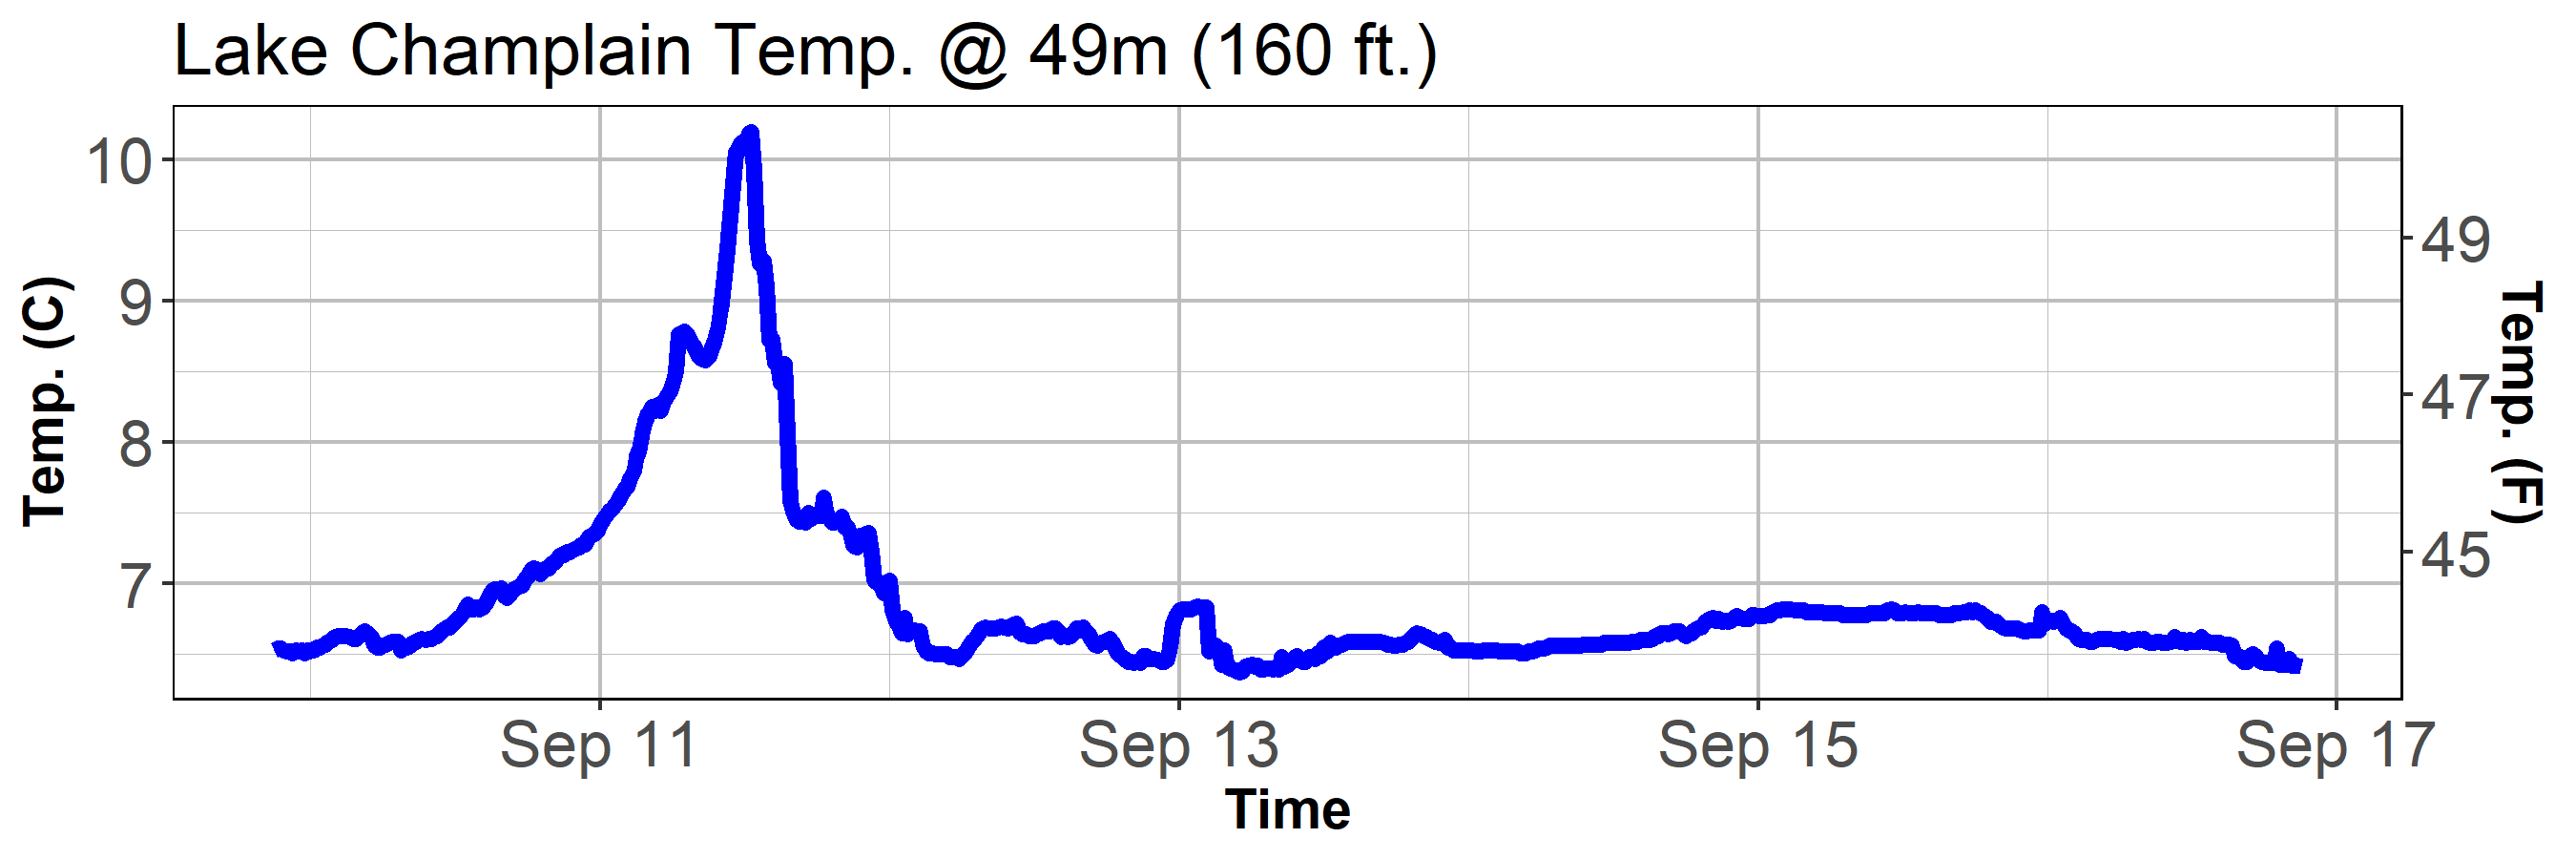 Lake Champlain Temp. @ 49m (160 ft.)
10
9
8
7
Temp. (C)
49
47
45
Temp. (F)
Sep 11
Sep 13
Sep 15
Sep 17
Time